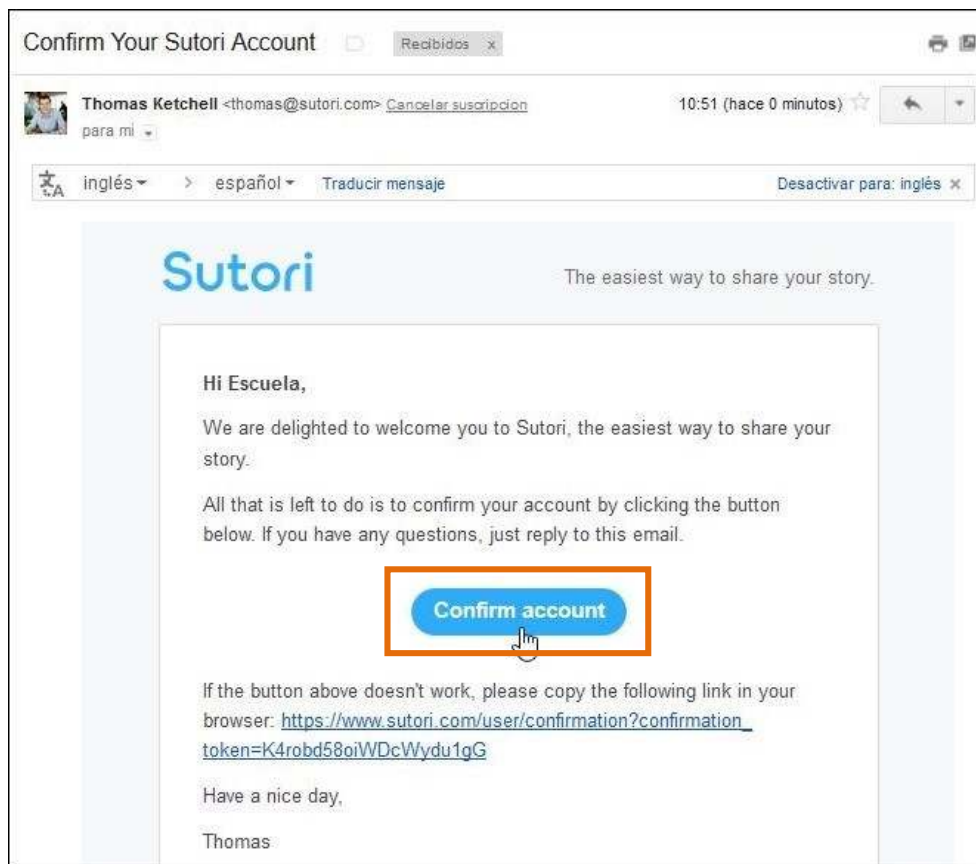 Confirm Your Sutori Account Recibidos x
Thomas Ketchell <thomas@sutori.com> Cancelar suscripcion 10:51 (hace 0 minutos)
para mi
inglés > español Traducir mensaje Desactivar para: inglés x
Sutori The easiest way to share your story.
Hi Escuela,
We are delighted to welcome you to Sutori, the easiest way to share your
story.
All that is left to do is to confirm your account by clicking the button
below. If you have any questions, just reply to this email.
Confirm account
If the button above doesn't work, please copy the following link in your
browser: https://www.sutori.com/user/confirmation?confirmation_
token=K4robd58oiWDcWydu1gG
Have a nice day,
Thomas